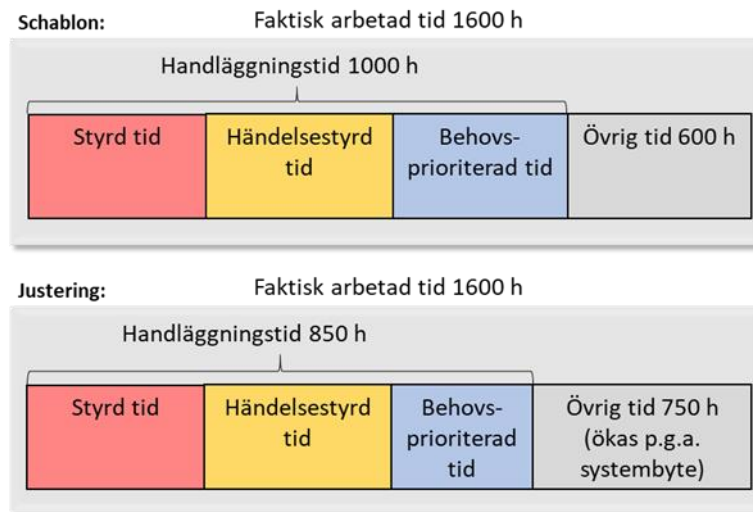 Schablon:
Faktisk arbetad tid 1600 h
Handläggningstid 1000 h
Styrd tid
Händelsestyrd
tid
Behovs-
prioriterad tid
Övrig tid 600 h
Justering:
Faktisk arbetad tid 1600 h
Handläggningstid 850 h
Styrd tid
Händelsestyrd
tid
Behovs-
prioriterad
tid
Övrig tid 750 h
(ökas p.g.a.
systembyte)